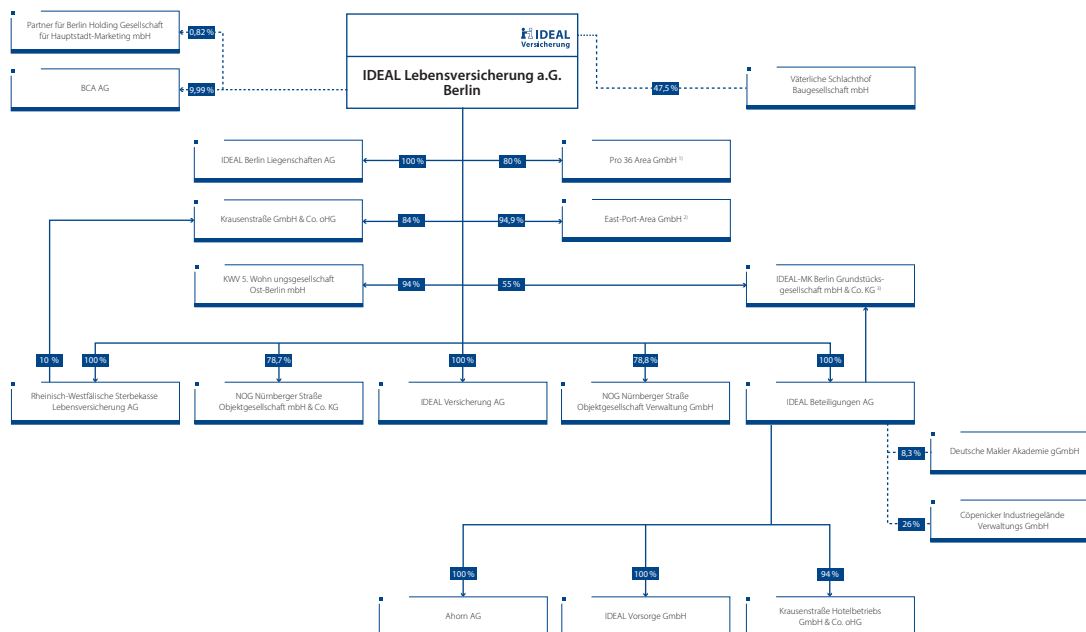 Partner für Berlin Holding Gesellschaft
für Hauptstadt-Marketing mbH
0,82 %
BCA AG
9,99 %
IDEAL
Versicherung
IDEAL Lebensversicherung a.G.
Berlin
47,5 %
Väterliche Schlachthof
Baugesellschaft mbH
IDEAL Berlin Liegenschaften AG
100 %
80 %
Pro 36 Area GmbH 1)
Krausenstraße GmbH & Co. oHG
84 %
94,9 %
East-Port-Area GmbH 2)
KWV 5. Wohn ungsgesellschaft
Ost-Berlin mbH
94 %
55 %
IDEAL-MK Berlin Grundstücks-
gesellschaft mbH & Co. KG 3)
10 %
100 %
78,7 %
100 %
78,8 %
100 %
Rheinisch-Westfälische Sterbekasse
Lebensversicherung AG
NOG Nürnberger Straße
Objektgesellschaft mbH & Co. KG
IDEAL Versicherung AG
NOG Nürnberger Straße
Objektgesellschaft Verwaltung GmbH
IDEAL Beteiligungen AG
8,3 %
Deutsche Makler Akademie gGmbH
26 %
Cöpenicker Industriegelände
Verwaltungs GmbH
100 %
100 %
94 %
Ahorn AG
IDEAL Vorsorge GmbH
Krausenstraße Hotelbetriebs
GmbH & Co. oHG